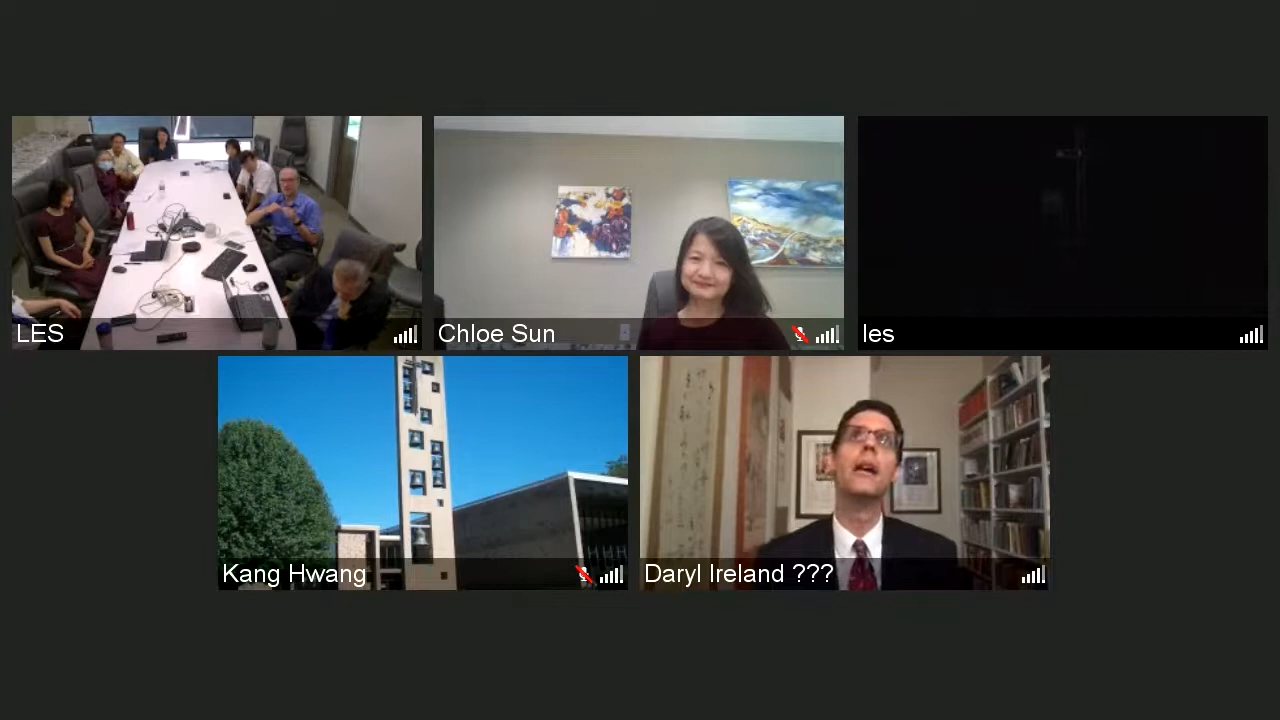 LES
Chloe Sun
les
Kang Hwang
Daryl Ireland ???